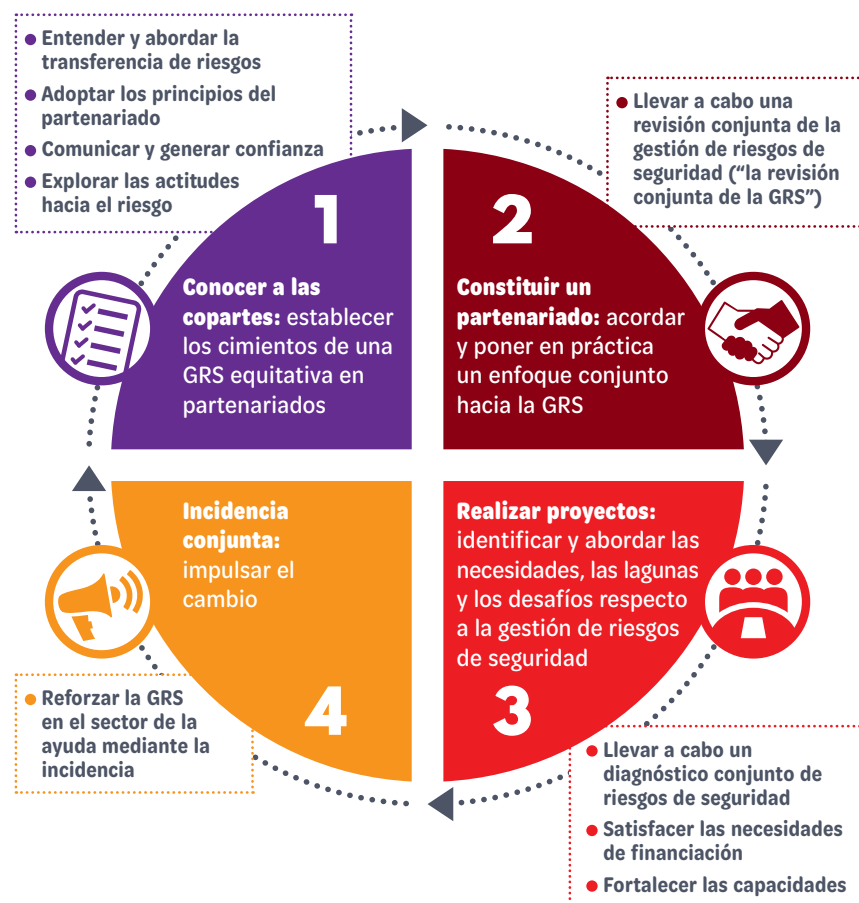 ● Entender y abordar la
transferencia de riesgos
● Adoptar los principios del
partenariado
● Comunicar y generar confianza
● Explorar las actitudes
hacia el riesgo
1
Conocer a las
copartes: establecer
los cimientos de una
GRS equitativa en
partenariados
● Llevar a cabo una
revisión conjunta de la
gestión de riesgos de
seguridad (“la revisión
conjunta de la GRS”)
2
Constituir un
partenariado: acordar
y poner en práctica
un enfoque conjunto
hacia la GRS
Realizar proyectos:
identificar y abordar las
necesidades, las lagunas
y los desafíos respecto
a la gestión de riesgos
de seguridad
3
● Llevar a cabo un
diagnóstico conjunto de
riesgos de seguridad
● Satisfacer las necesidades
de financiación
● Fortalecer las capacidades
Incidencia
conjunta:
impulsar el
cambio
4
● Reforzar la GRS
en el sector de la
ayuda mediante la
incidencia